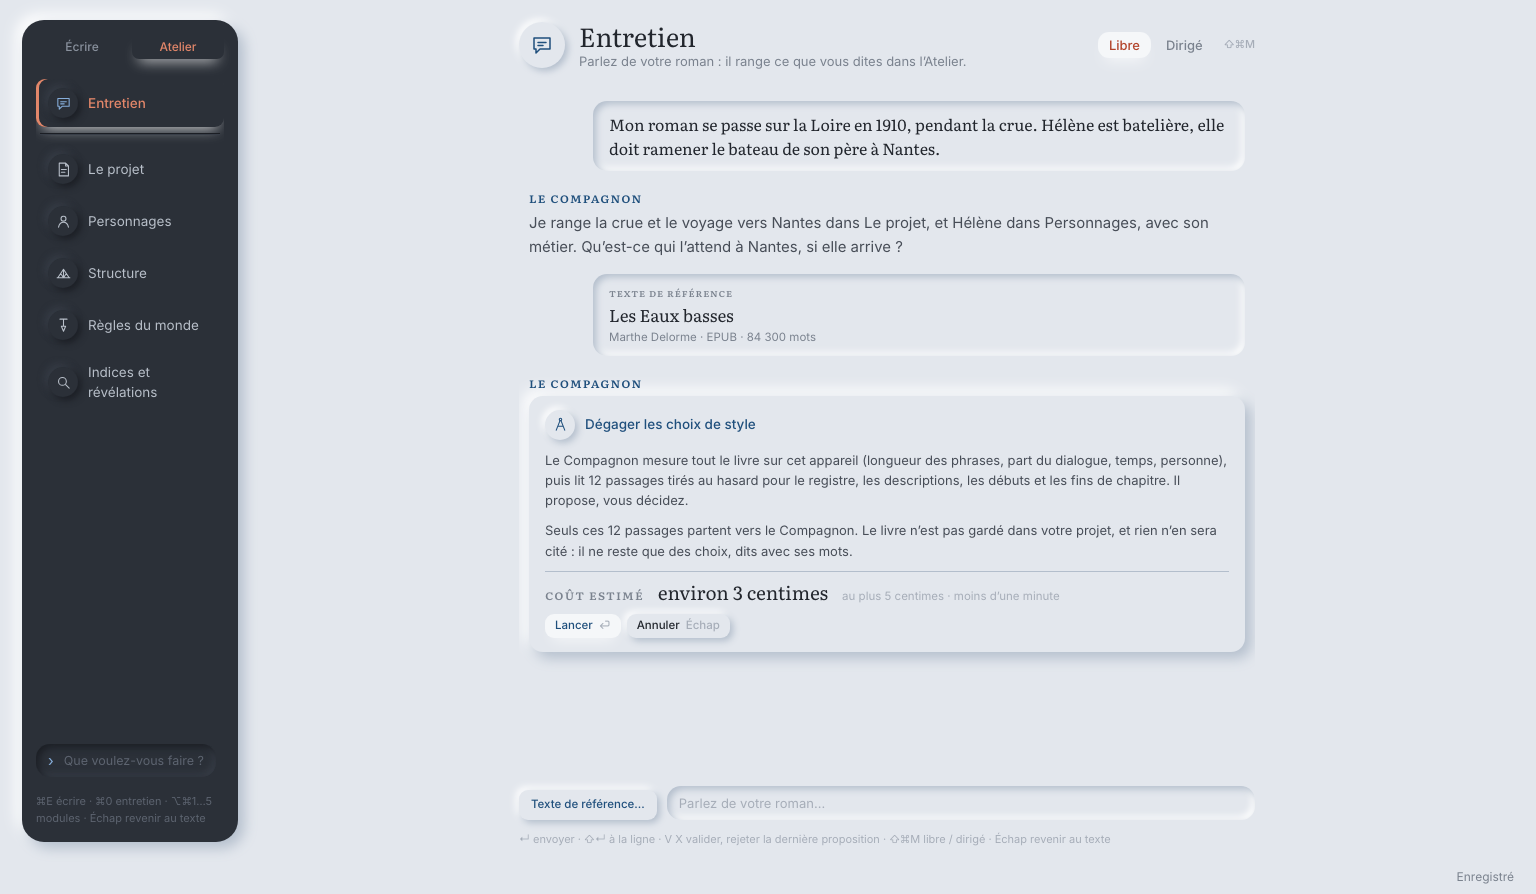 Écrire
Atelier
Entretien
Le projet
Personnages
Structure
Règles du monde
Indices et
révélations
› Que voulez-vous faire ?
⌘E écrire · ⌘0 entretien · ⌥⌘1…5
modules · Échap revenir au texte
Entretien
Parlez de votre roman : il range ce que vous dites dans l’Atelier.
Libre
Dirigé
⇧⌘M
Mon roman se passe sur la Loire en 1910, pendant la crue. Hélène est batelière, elle
doit ramener le bateau de son père à Nantes.
LE COMPAGNON
Je range la crue et le voyage vers Nantes dans Le projet, et Hélène dans Personnages, avec son
métier. Qu’est-ce qui l’attend à Nantes, si elle arrive ?
TEXTE DE RÉFÉRENCE
Les Eaux basses
Marthe Delorme · EPUB · 84 300 mots
LE COMPAGNON
Dégager les choix de style
Le Compagnon mesure tout le livre sur cet appareil (longueur des phrases, part du dialogue, temps, personne),
puis lit 12 passages tirés au hasard pour le registre, les descriptions, les débuts et les fins de chapitre. Il
propose, vous décidez.
Seuls ces 12 passages partent vers le Compagnon. Le livre n’est pas gardé dans votre projet, et rien n’en sera
cité : il ne reste que des choix, dits avec ses mots.
COÛT ESTIMÉ environ 3 centimes au plus 5 centimes · moins d’une minute
Lancer ↵
Annuler Échap
Texte de référence…
Parlez de votre roman…
↵ envoyer · ⇧↵ à la ligne · V X valider, rejeter la dernière proposition · ⇧⌘M libre / dirigé · Échap revenir au texte
Enregistré